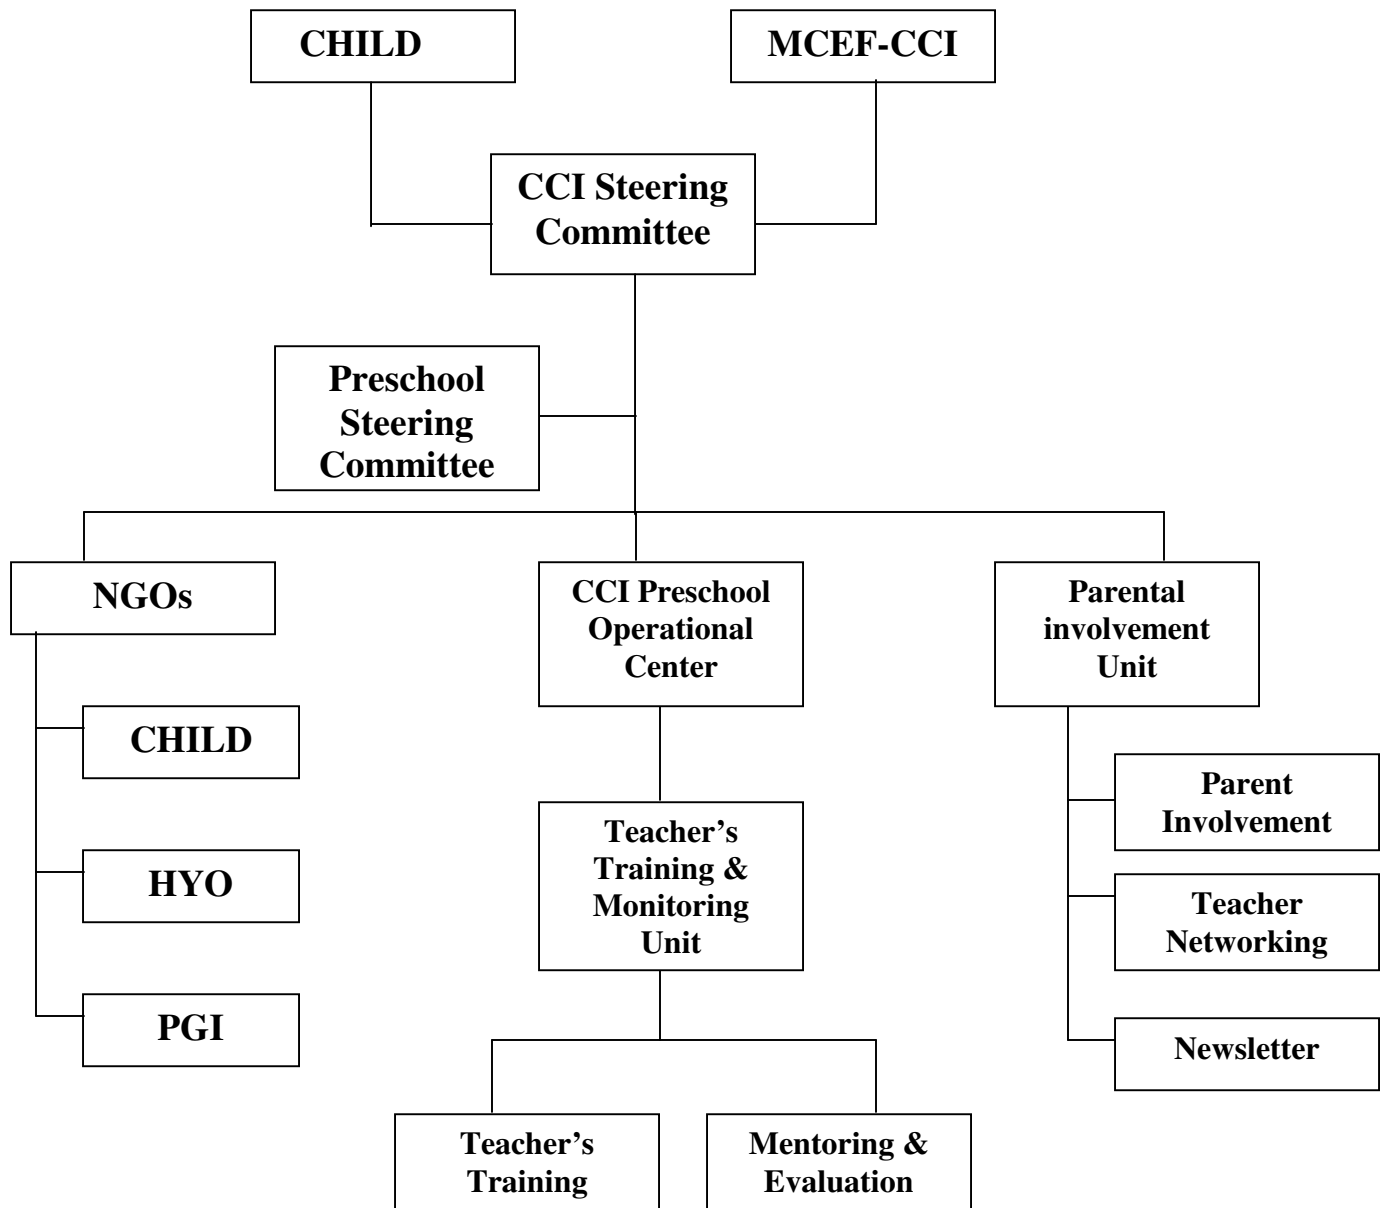 CHILD
MCEF-CCI
CCI Steering
Committee
Preschool
Steering
Committee
NGOs
CCI Preschool
Operational
Center
Parental
involvement
Unit
CHILD
HYO
PGI
Teacher’s
Training &
Monitoring
Unit
Parent
Involvement
Teacher
Networking
Newsletter
Teacher’s
Training
Mentoring &
Evaluation